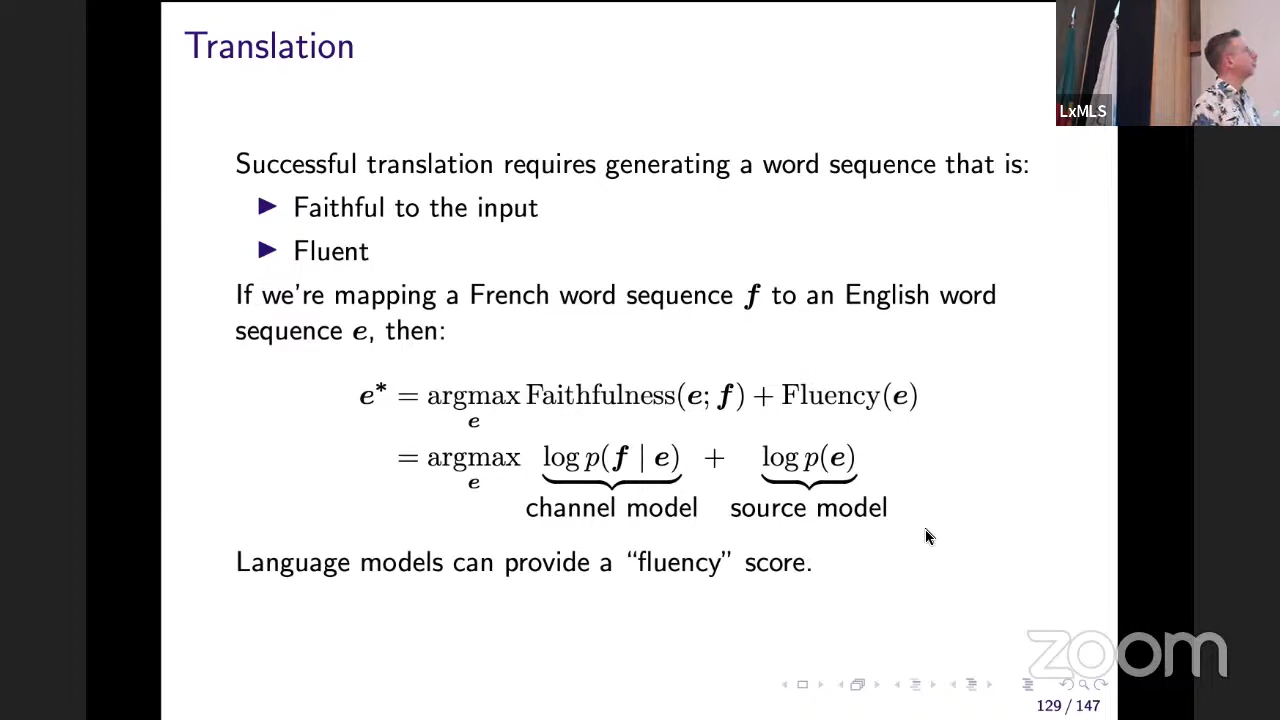 Translation
LxMLS
Successful translation requires generating a word sequence that is:
▶ Faithful to the input
▶ Fluent
If we're mapping a French word sequence f to an English word
sequence e, then:
e* = argmax Faithfulness(e; f) + Fluency(e)
e
= argmax log p(f | e) + log p(e)
e
channel model source model
Language models can provide a “fluency” score.
zoom
129 / 147